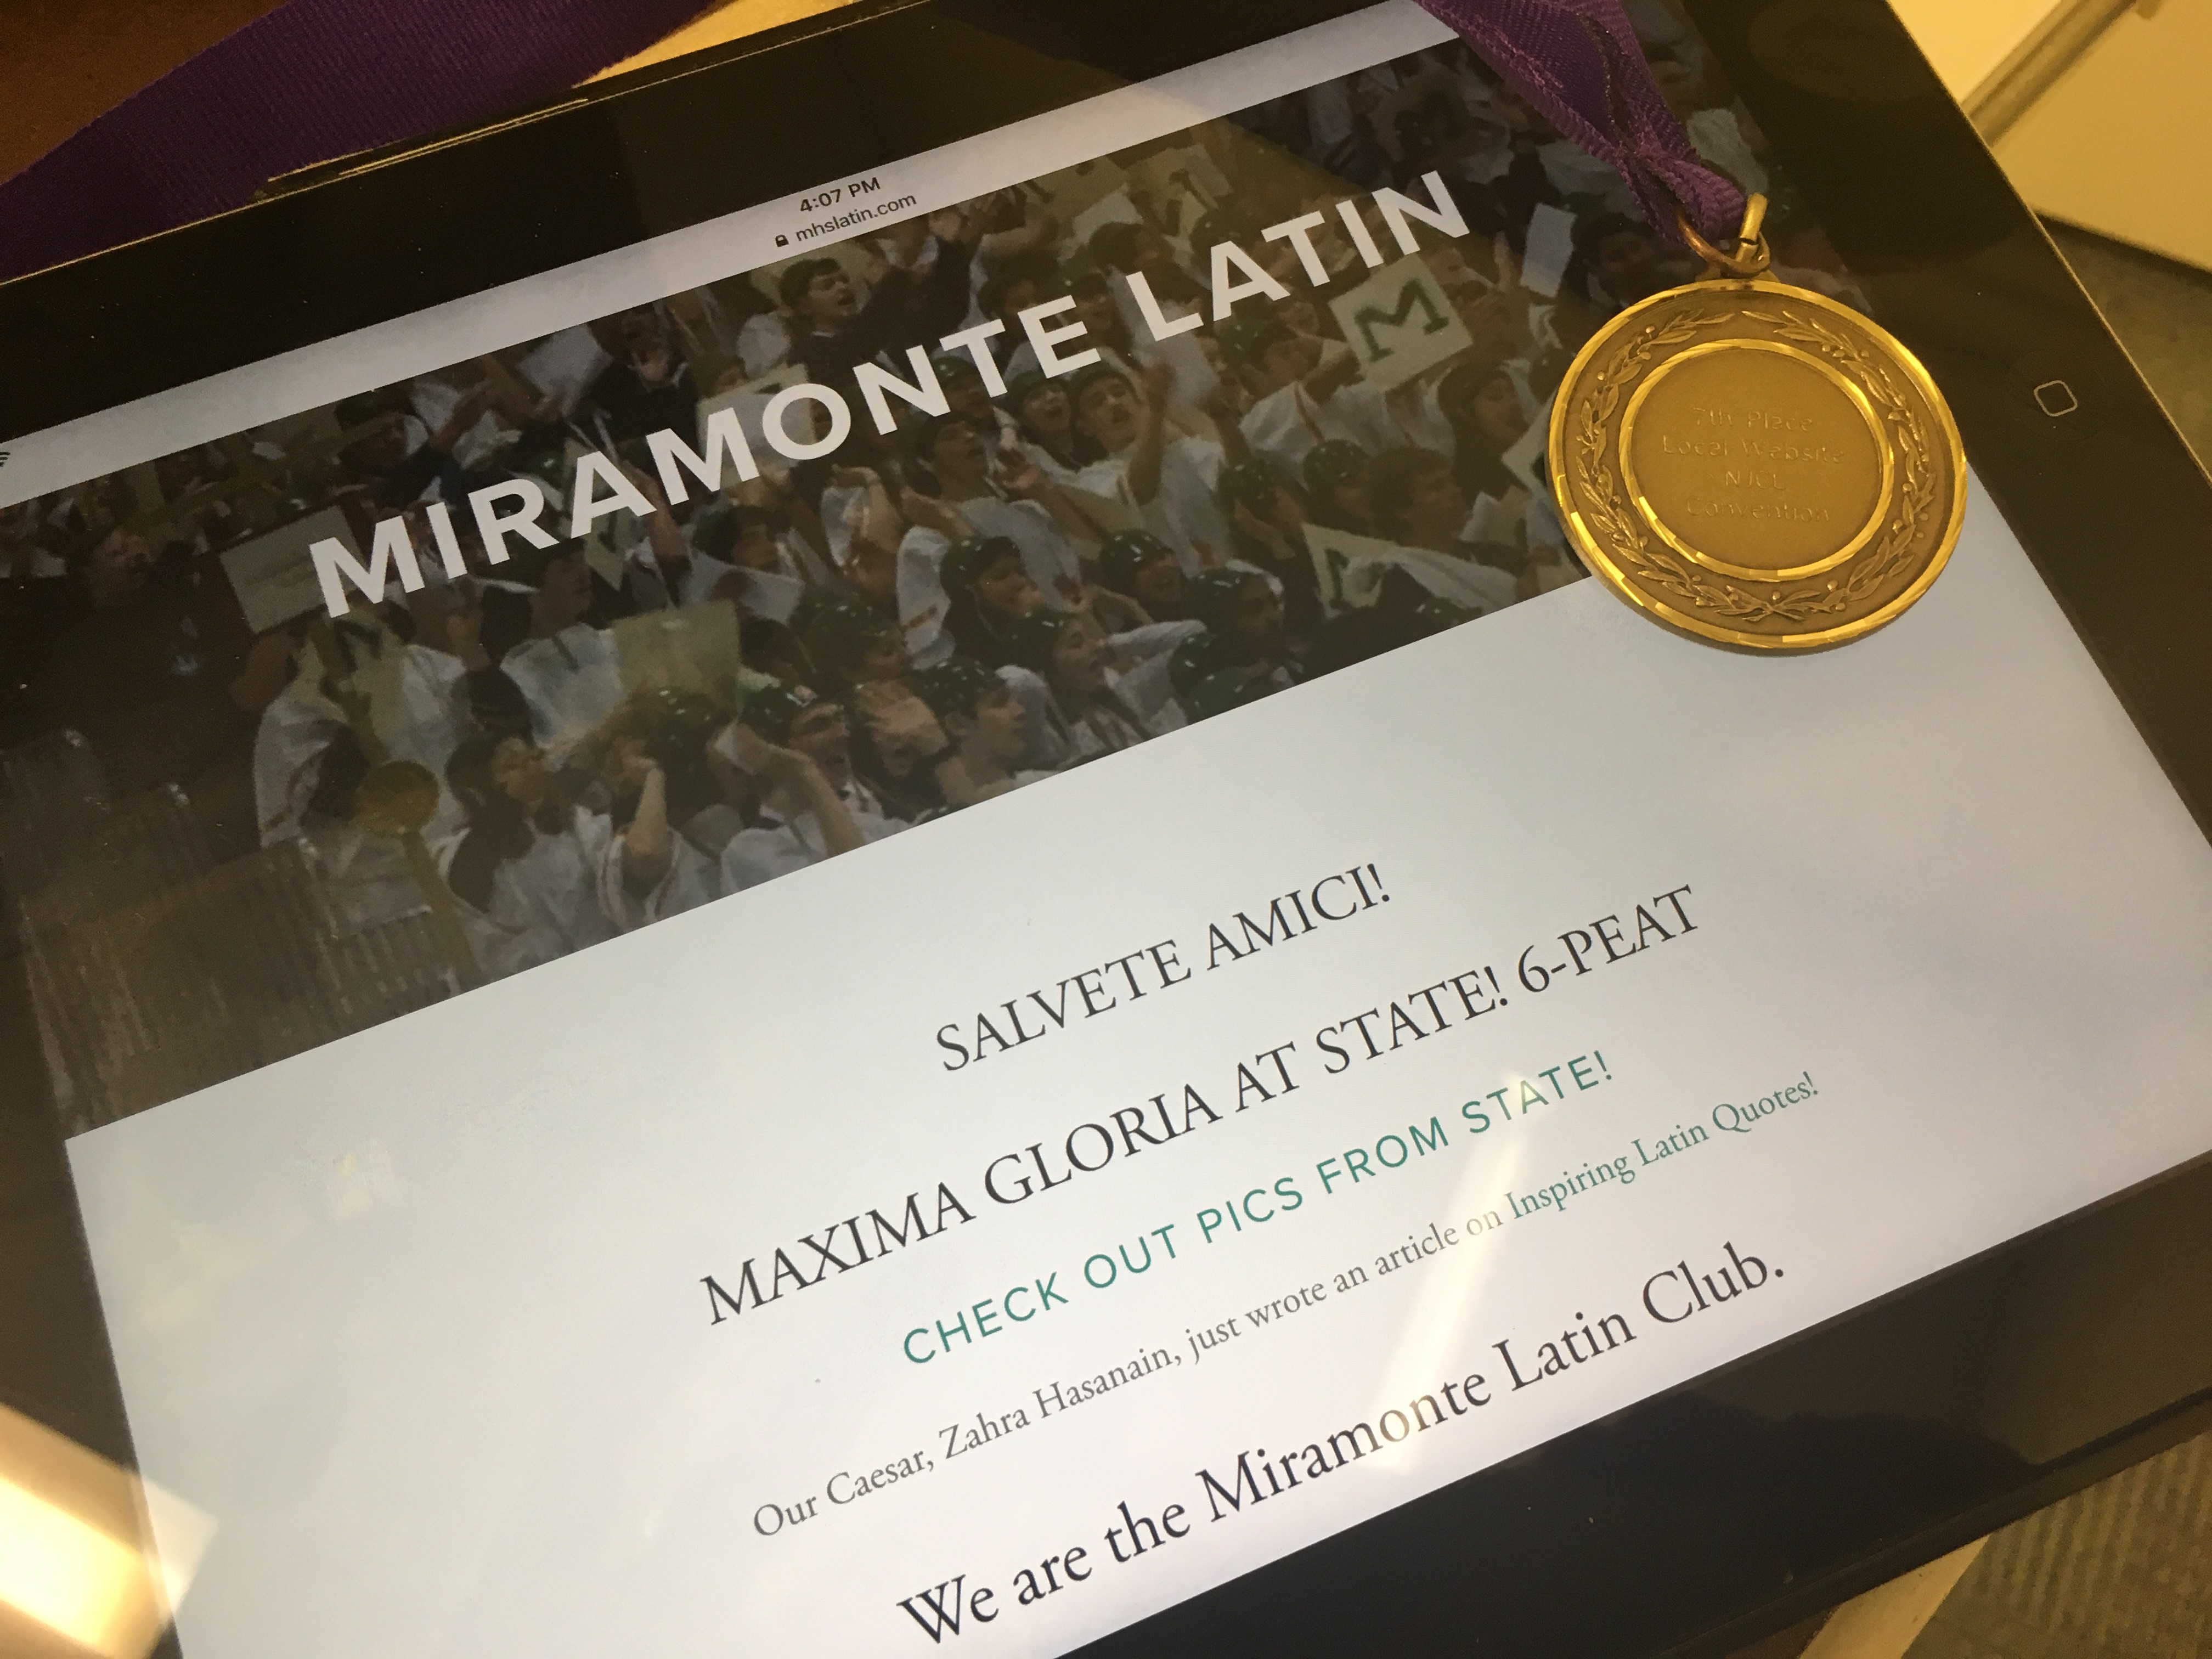 4:07 PM
mhslatin.com
MIRAMONTE LATIN
M
7th Place
Local Website
NJCL
Convention
SALVETE AMICI!
MAXIMA GLORIA AT STATE! 6-PEAT
CHECK OUT PICS FROM STATE!
Our Caesar, Zahra Hasanain, just wrote an article on Inspiring Latin Quotes!
We are the Miramonte Latin Club.